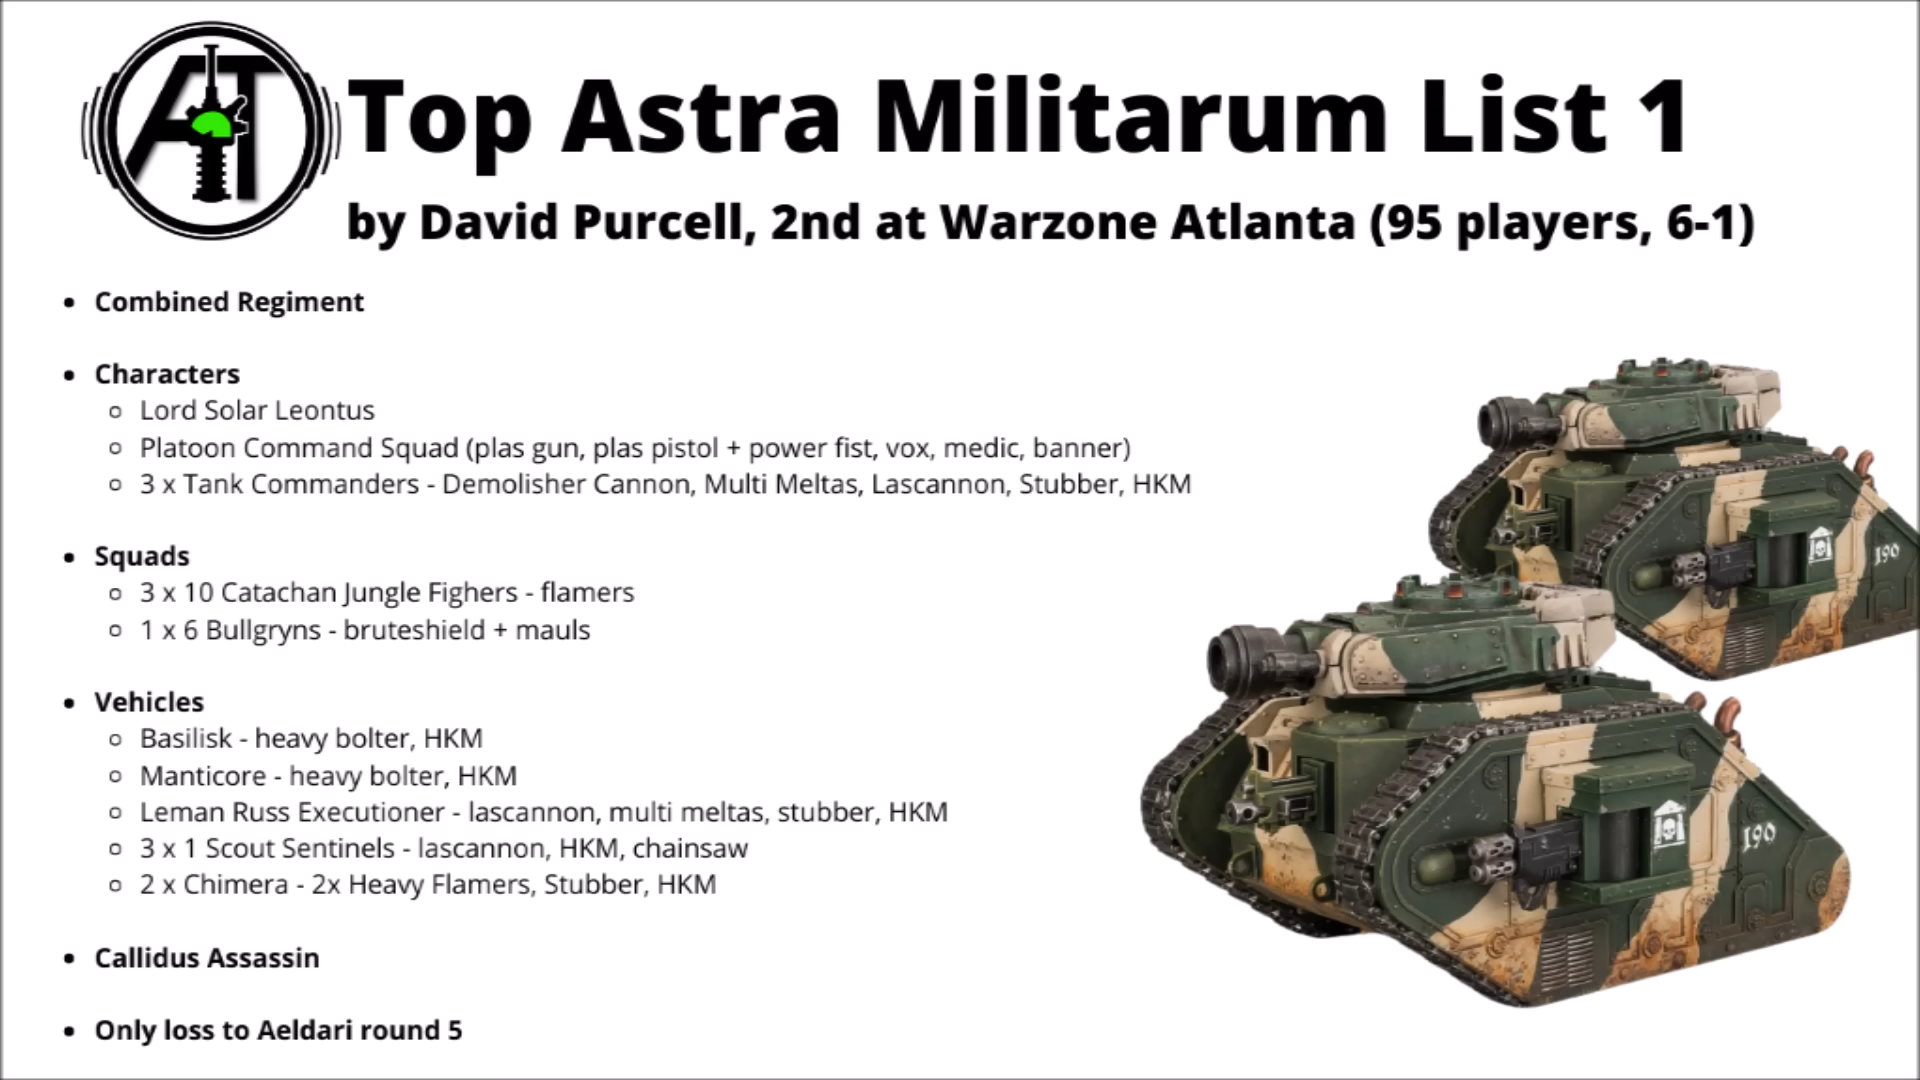 AT
Top Astra Militarum List 1
by David Purcell, 2nd at Warzone Atlanta (95 players, 6-1)
• Combined Regiment
• Characters
○ Lord Solar Leontus
○ Platoon Command Squad (plas gun, plas pistol + power fist, vox, medic, banner)
○ 3 x Tank Commanders - Demolisher Cannon, Multi Meltas, Lascannon, Stubber, HKM
• Squads
○ 3 x 10 Catachan Jungle Fighers - flamers
○ 1 x 6 Bullgryns - bruteshield + mauls
• Vehicles
○ Basilisk - heavy bolter, HKM
○ Manticore - heavy bolter, HKM
○ Leman Russ Executioner - lascannon, multi meltas, stubber, HKM
○ 3 x 1 Scout Sentinels - lascannon, HKM, chainsaw
○ 2 x Chimera - 2x Heavy Flamers, Stubber, HKM
• Callidus Assassin
• Only loss to Aeldari round 5
190
190